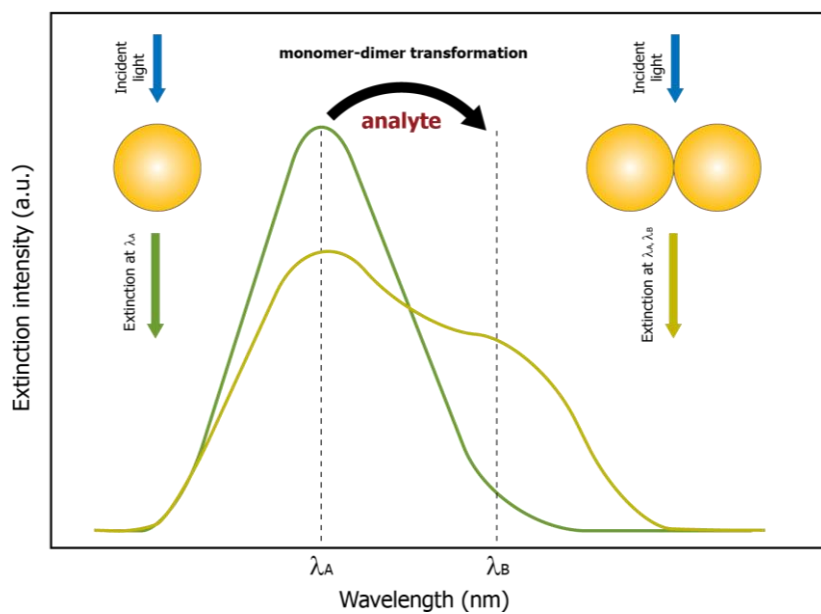 monomer-dimer transformation
analyte
Incident
light
Incident
light
Extinction at λA
Extinction at λA, λB
Extinction intensity (a.u.)
λA
λB
Wavelength (nm)